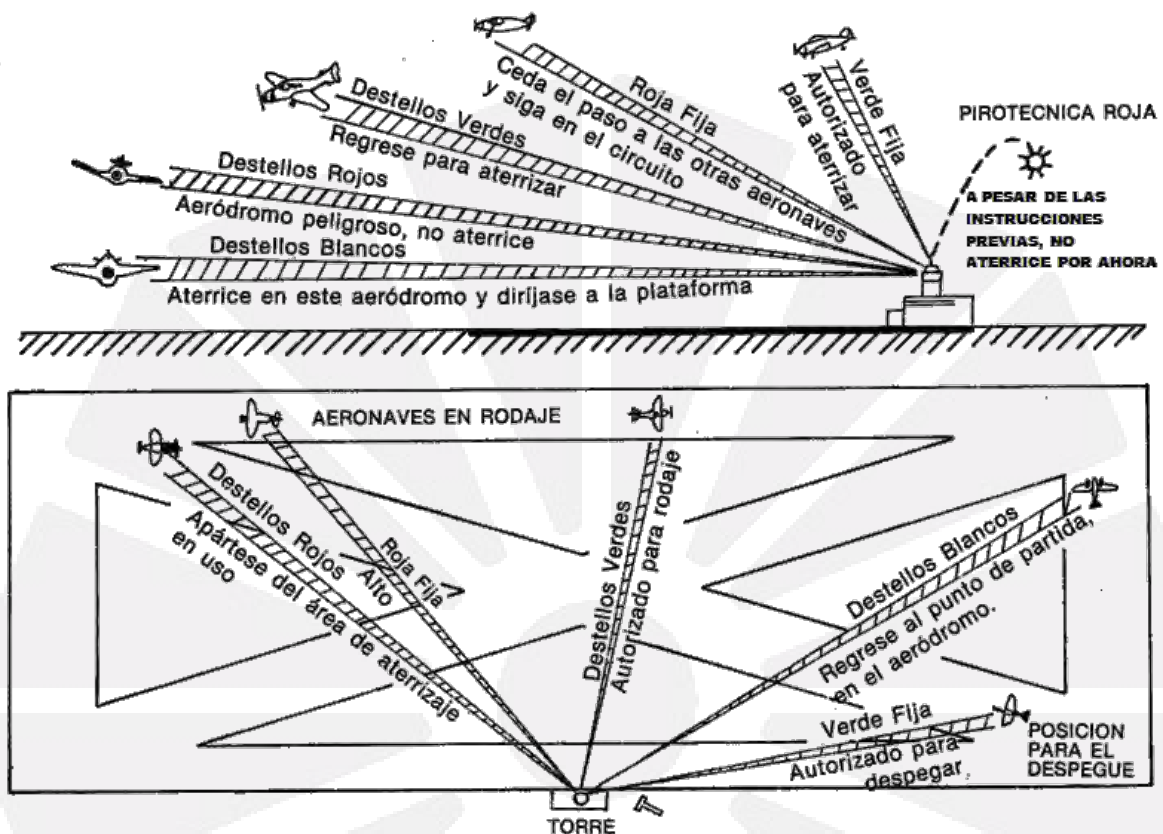 Roja Fija
Ceda el paso a las otras aeronaves
y siga en el circuito
Verde Fija
Autorizado
para aterrizar
PIROTECNICA ROJA
A PESAR DE LAS
INSTRUCCIONES
PREVIAS, NO
ATERRICE POR AHORA
Destellos Verdes
Regrese para aterrizar
Destellos Rojos
Aeródromo peligroso, no aterrice
Destellos Blancos
Aterrice en este aeródromo y diríjase a la plataforma
AERONAVES EN RODAJE
Destellos Rojos
Apártese del área de aterrizaje
en uso
Roja Fija
Alto
Destellos Verdes
Autorizado para rodaje
Destellos Blancos
Regrese al punto de partida,
en el aeródromo.
Verde Fija
Autorizado para
despegar
POSICION
PARA EL
DESPEGUE
TORRE
T